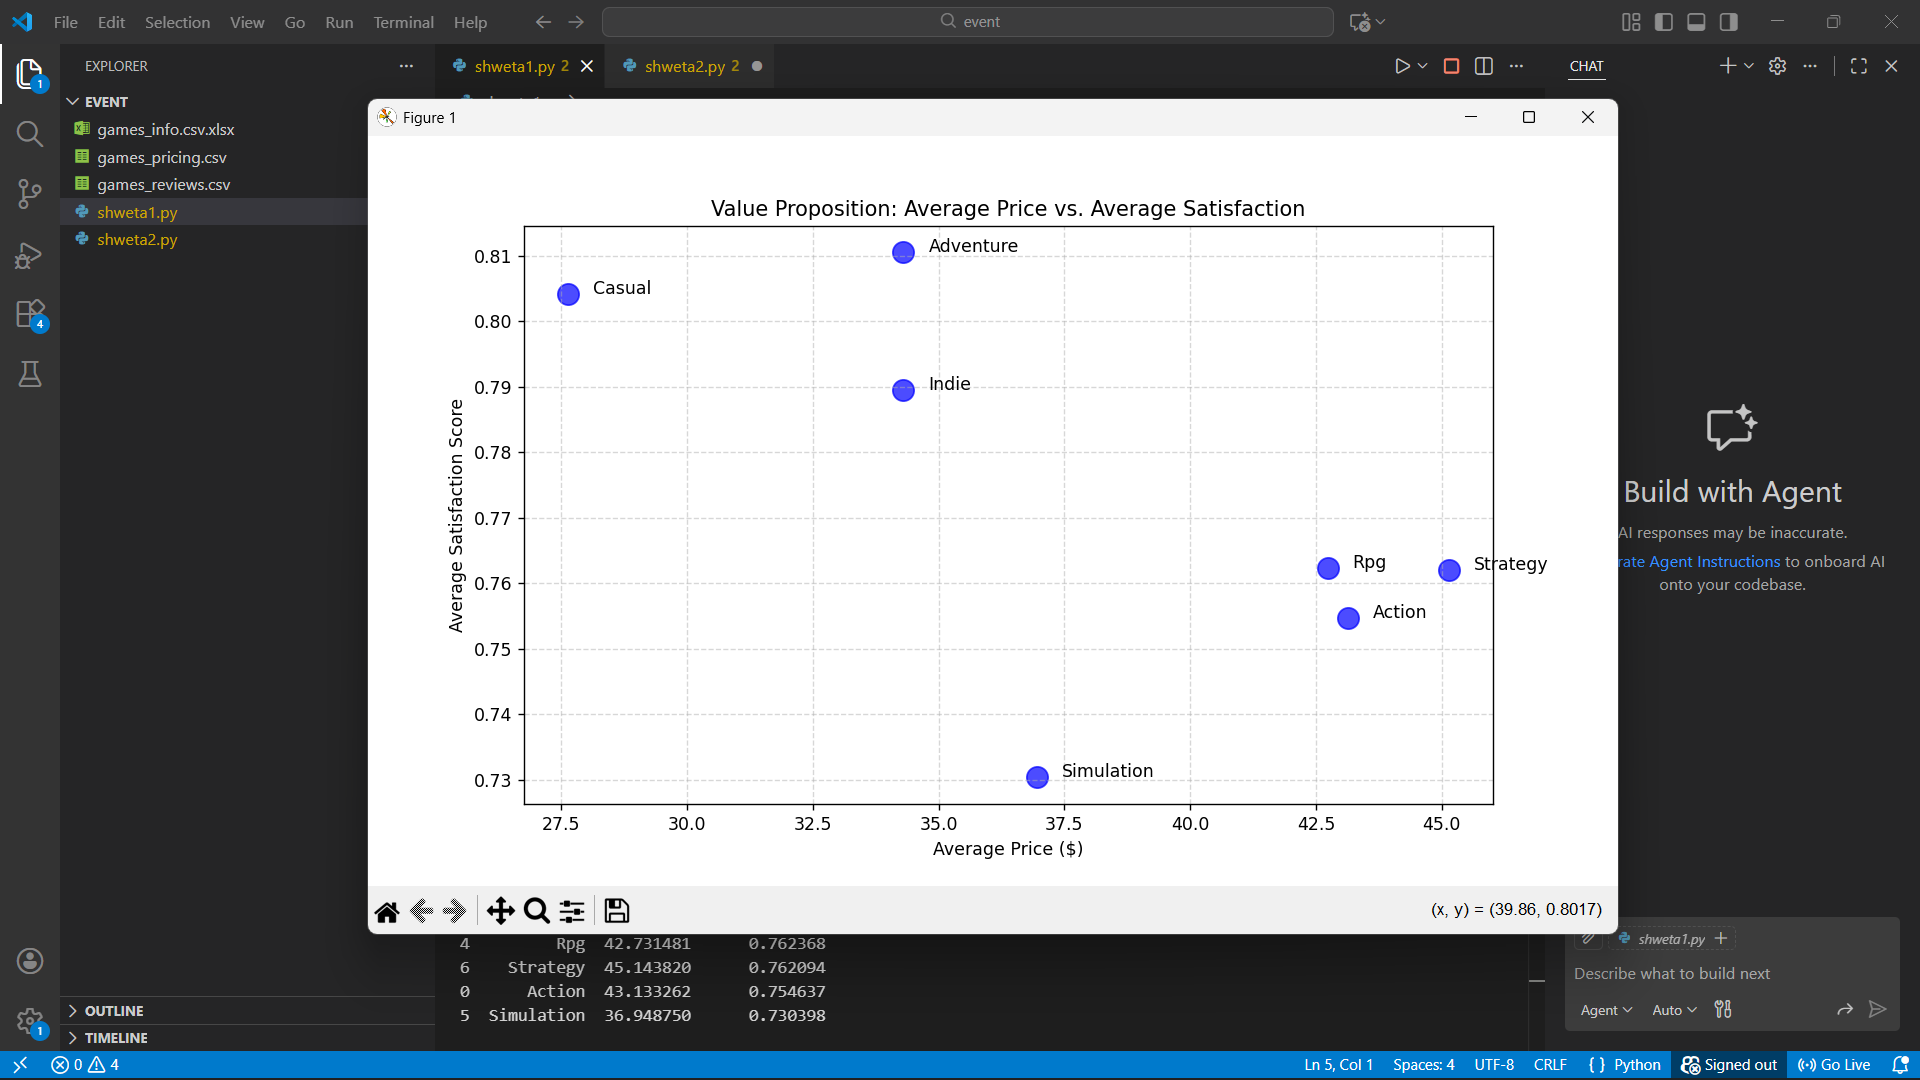 File Edit Selection View Go Run Terminal Help
event
EXPLORER
EVENT
games_info.csv.xlsx
games_pricing.csv
games_reviews.csv
shweta1.py
shweta2.py
OUTLINE
TIMELINE
shweta1.py 2
shweta2.py 2
Figure 1
Value Proposition: Average Price vs. Average Satisfaction
Average Satisfaction Score
0.81
0.80
0.79
0.78
0.77
0.76
0.75
0.74
0.73
Adventure
Casual
Indie
Rpg
Strategy
Action
Simulation
27.5 30.0 32.5 35.0 37.5 40.0 42.5 45.0
Average Price ($)
(x, y) = (39.86, 0.8017)
4 Rpg 42.731481 0.762368
6 Strategy 45.143820 0.762094
0 Action 43.133262 0.754637
5 Simulation 36.948750 0.730398
CHAT
Build with Agent
AI responses may be inaccurate.
rate Agent Instructions to onboard AI
onto your codebase.
shweta1.py
Describe what to build next
Agent Auto
1
4
1
0 4
Ln 5, Col 1 Spaces: 4 UTF-8 CRLF { } Python Signed out Go Live